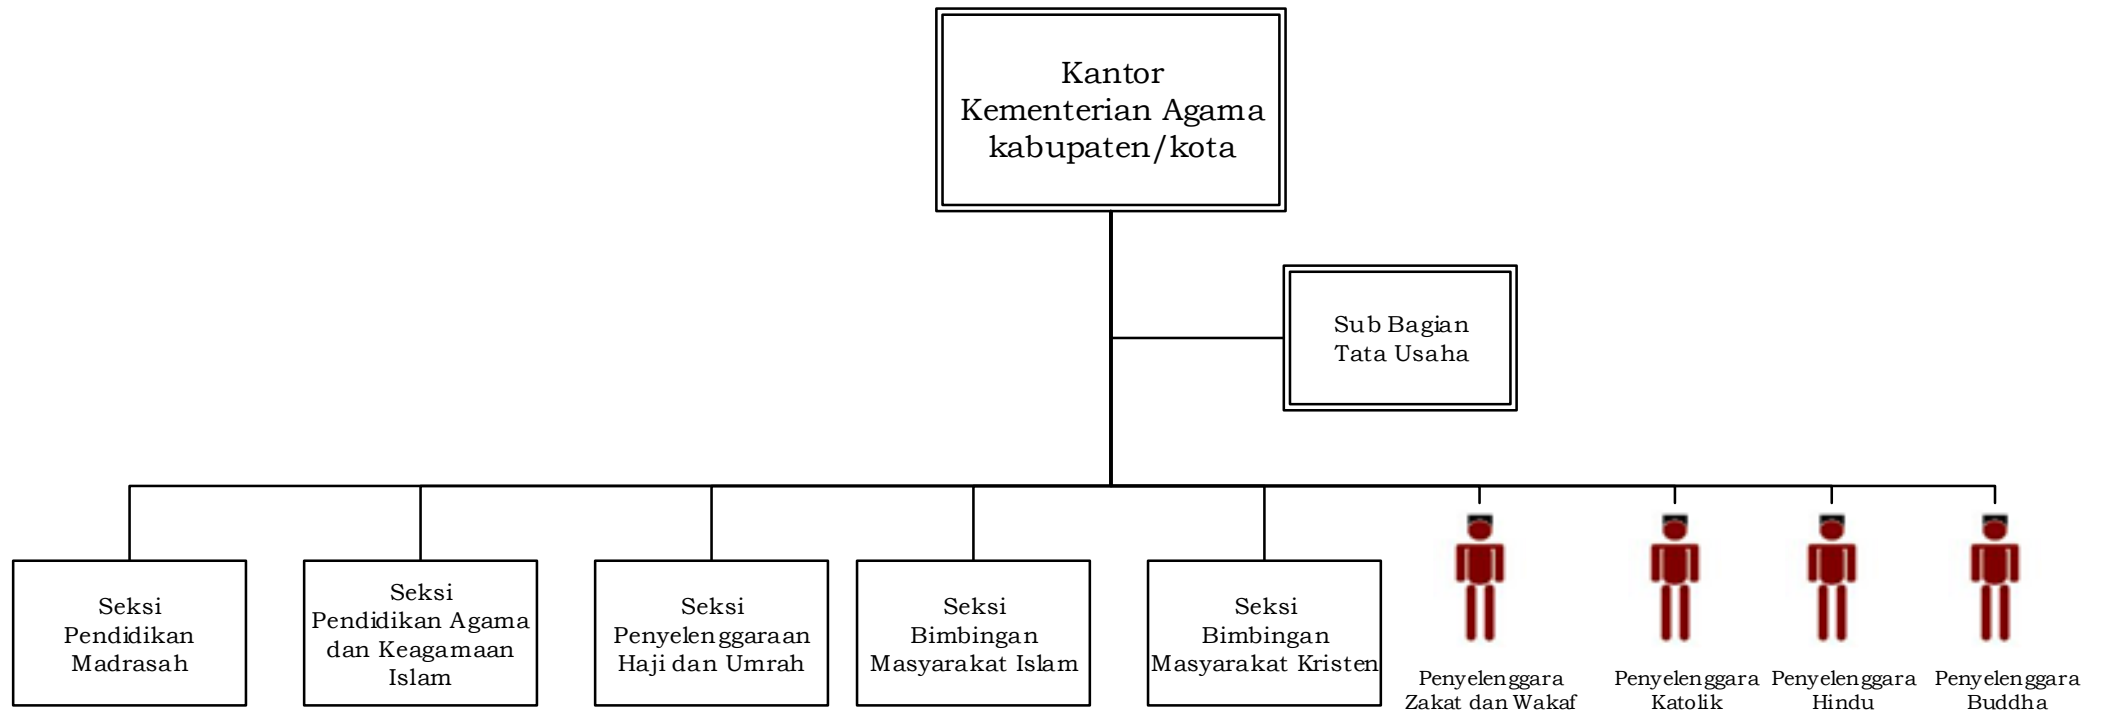 Kantor
Kementerian Agama
kabupaten/kota
Sub Bagian
Tata Usaha
Seksi
Pendidikan
Madrasah
Seksi
Pendidikan Agama
dan Keagamaan
Islam
Seksi
Penyelenggaraan
Haji dan Umrah
Seksi
Bimbingan
Masyarakat Islam
Seksi
Bimbingan
Masyarakat Kristen
Penyelenggara
Zakat dan Wakaf
Penyelenggara
Katolik
Penyelenggara
Hindu
Penyelenggara
Buddha